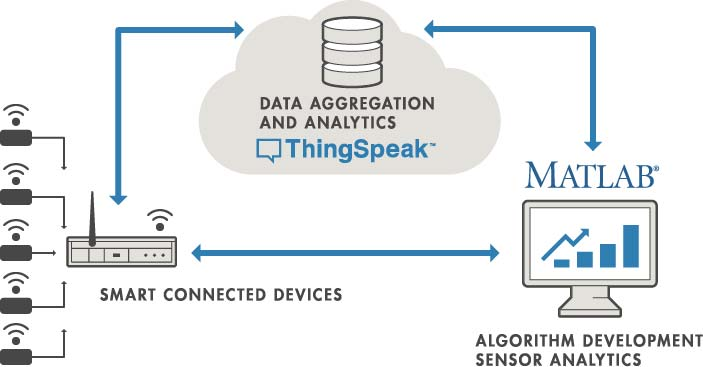 DATA AGGREGATION
AND ANALYTICS
ThingSpeak™
MATLAB®
SMART CONNECTED DEVICES
ALGORITHM DEVELOPMENT
SENSOR ANALYTICS